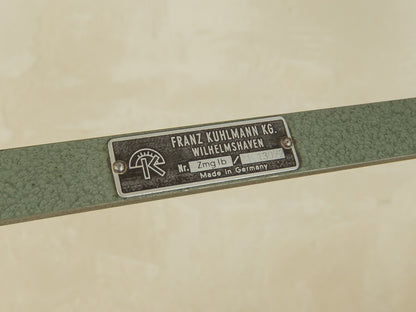 FRANZ KUHLMANN KG.
WILHELMSHAVEN
Nr. Zmg Ib /
Made in Germany
K